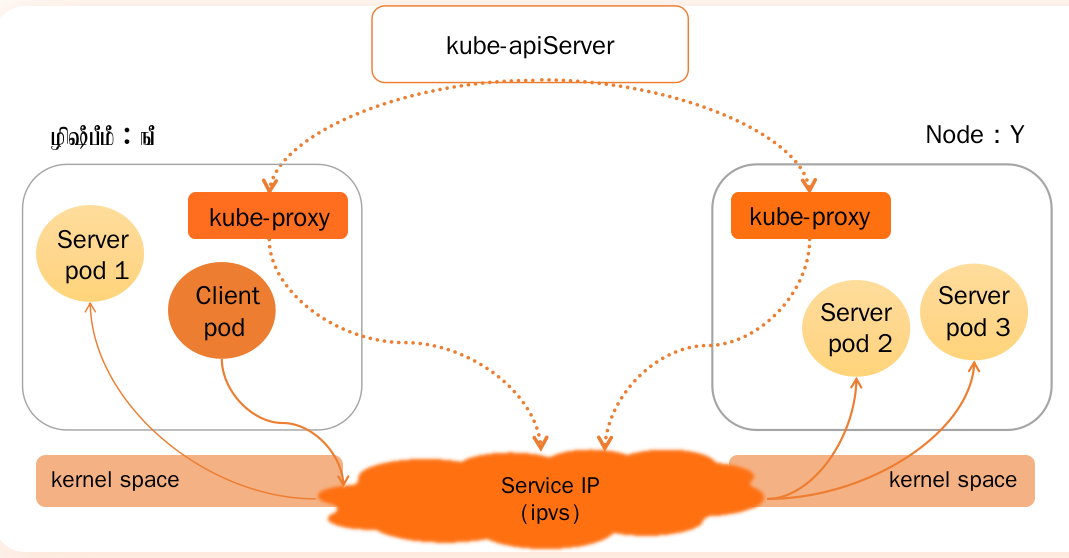 kube-apiServer
ழிஷீபீமீ : ஙீ
Node : Y
kube-proxy
kube-proxy
Server
pod 1
Client
pod
Server
pod 2
Server
pod 3
kernel space
kernel space
Service IP
(ipvs)